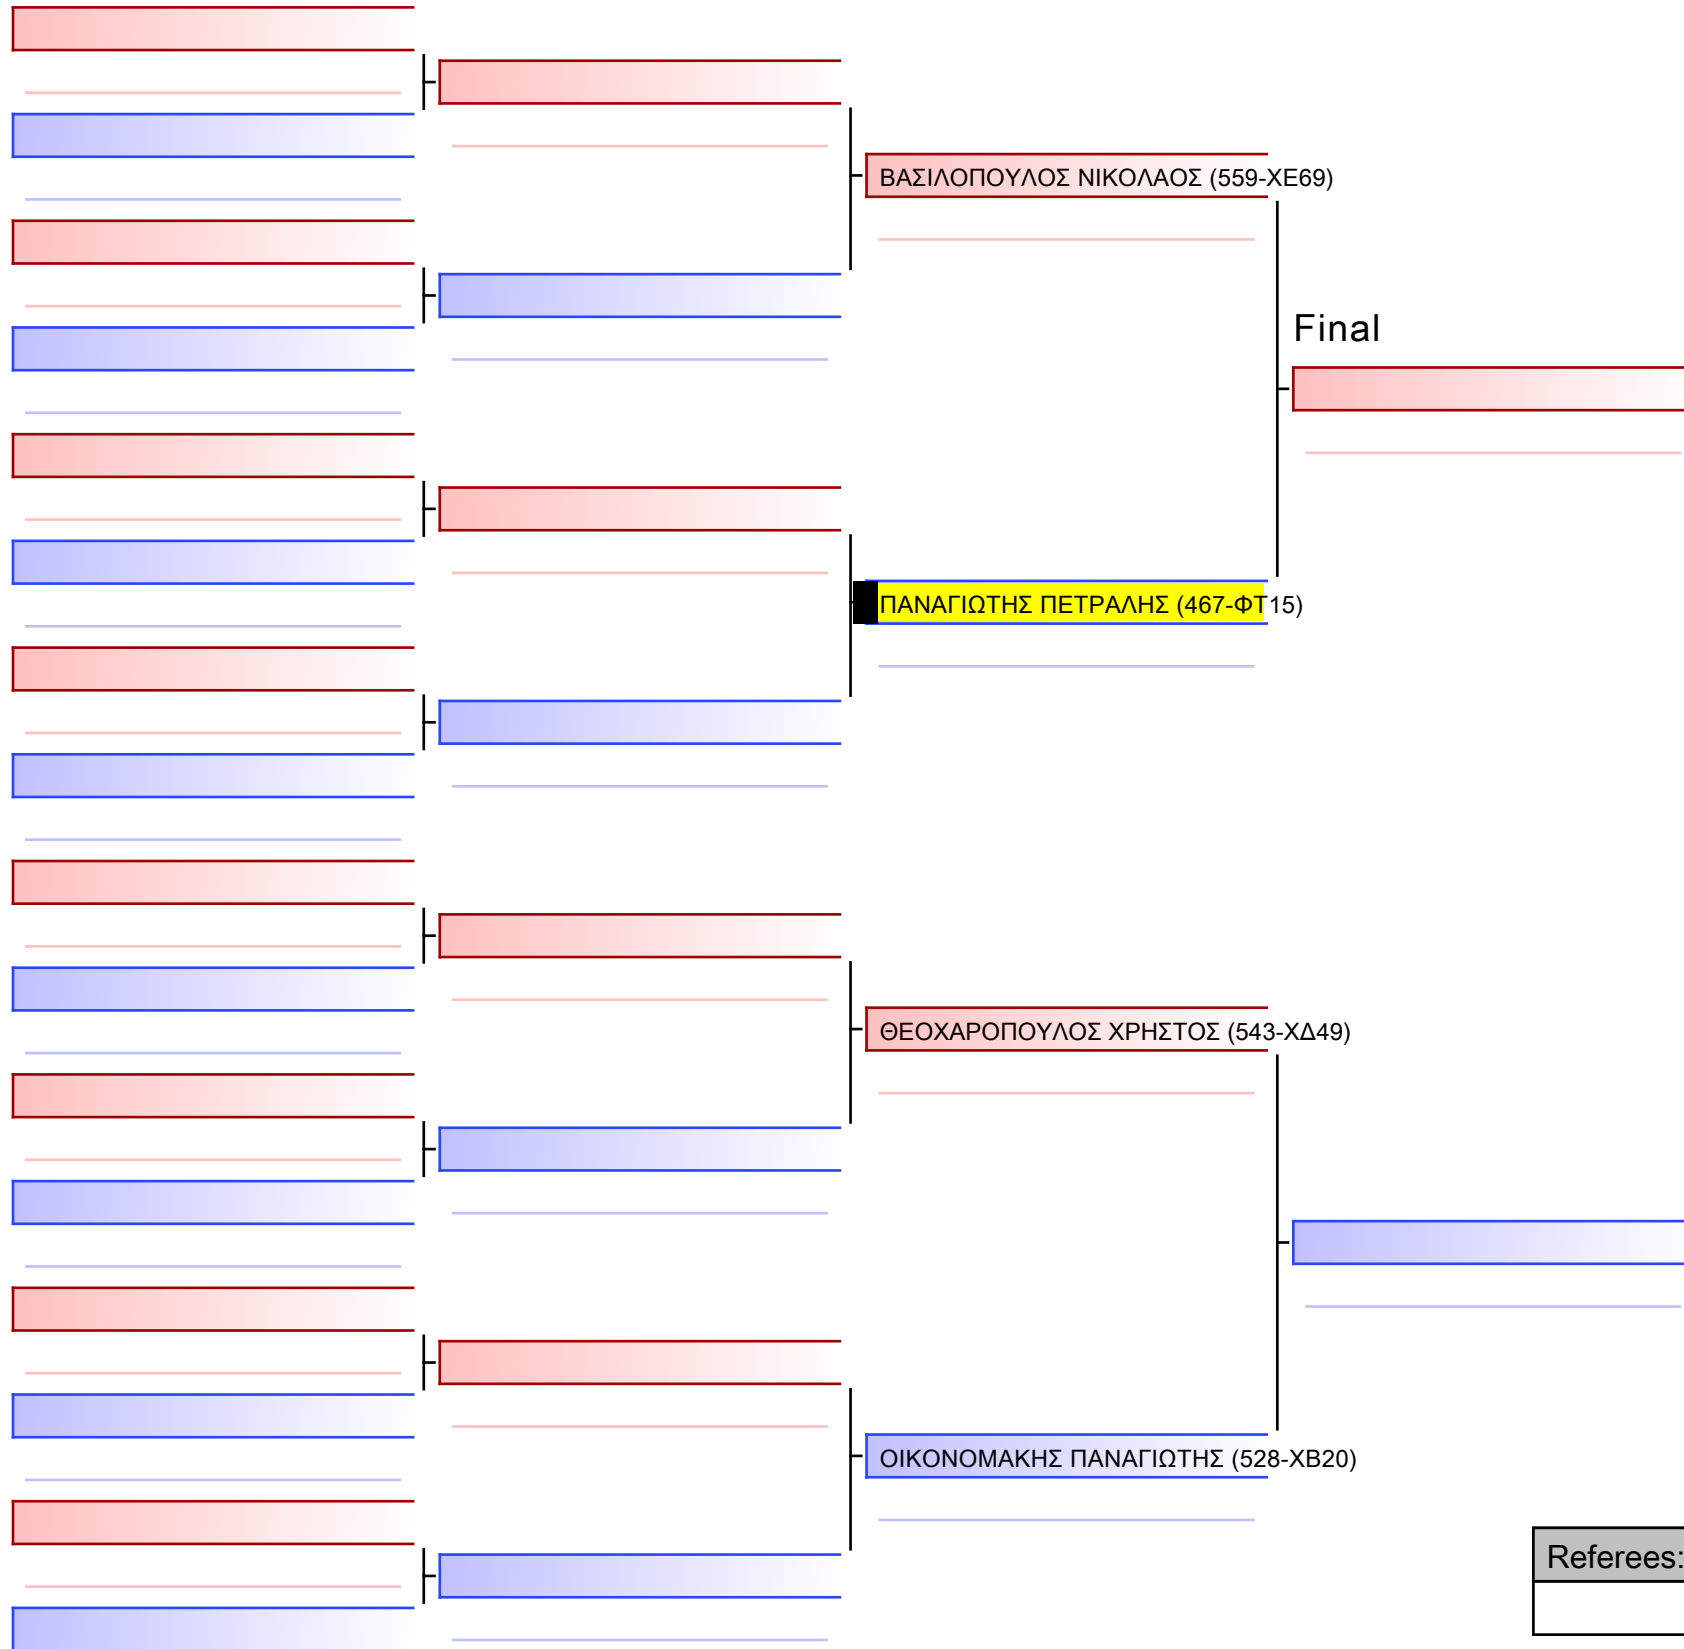 ΒΑΣΙΛΟΠΟΥΛΟΣ ΝΙΚΟΛΑΟΣ (559-ΧΕ69)
Final
ΠΑΝΑΓΙΩΤΗΣ ΠΕΤΡΑΛΗΣ (467-ΦΤ15)
ΘΕΟΧΑΡΟΠΟΥΛΟΣ ΧΡΗΣΤΟΣ (543-ΧΔ49)
ΟΙΚΟΝΟΜΑΚΗΣ ΠΑΝΑΓΙΩΤΗΣ (528-ΧΒ20)
Referees: